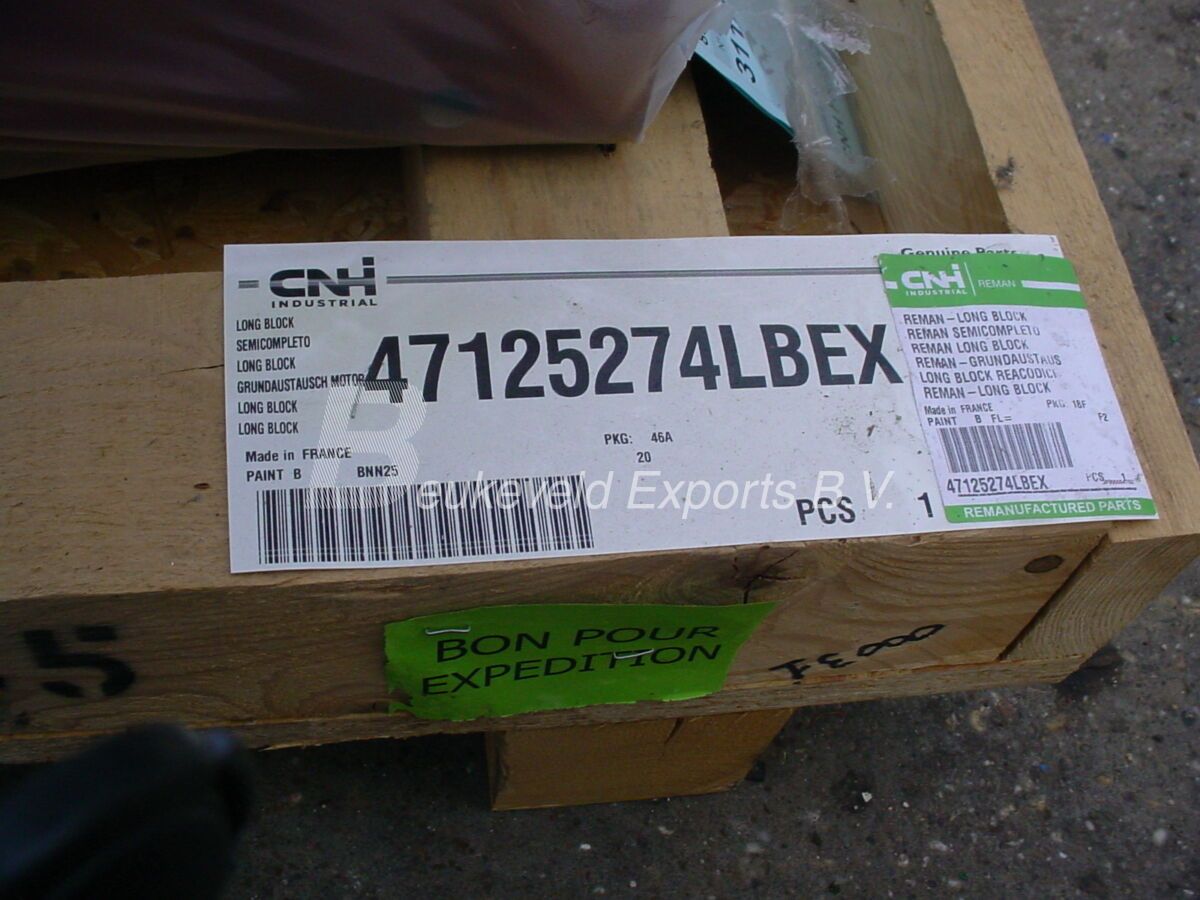 311
CNH
INDUSTRIAL
Genuine Parts
LONG BLOCK
SEMICOMPLETO
LONG BLOCK
GRUNDAUSTAUSCH MOTOR
LONG BLOCK
LONG BLOCK
47125274LBEX
Made in FRANCE
PAINT B BNN25
PKG: 46A
20
PCS 1
CNH
INDUSTRIAL
REMAN
REMAN-LONG BLOCK
REMAN SEMICOMPLETO
REMAN LONG BLOCK
REMAN-GRUNDAUSTAUS
LONG BLOCK REACODICI
REMAN-LONG BLOCK
Made in FRANCE PKG: 18F
PAINT B FL= F2
47125274LBEX PCS 1
REMANUFACTURED PARTS
B
sukeveld Exports B.V.
BON POUR
EXPEDITION
5